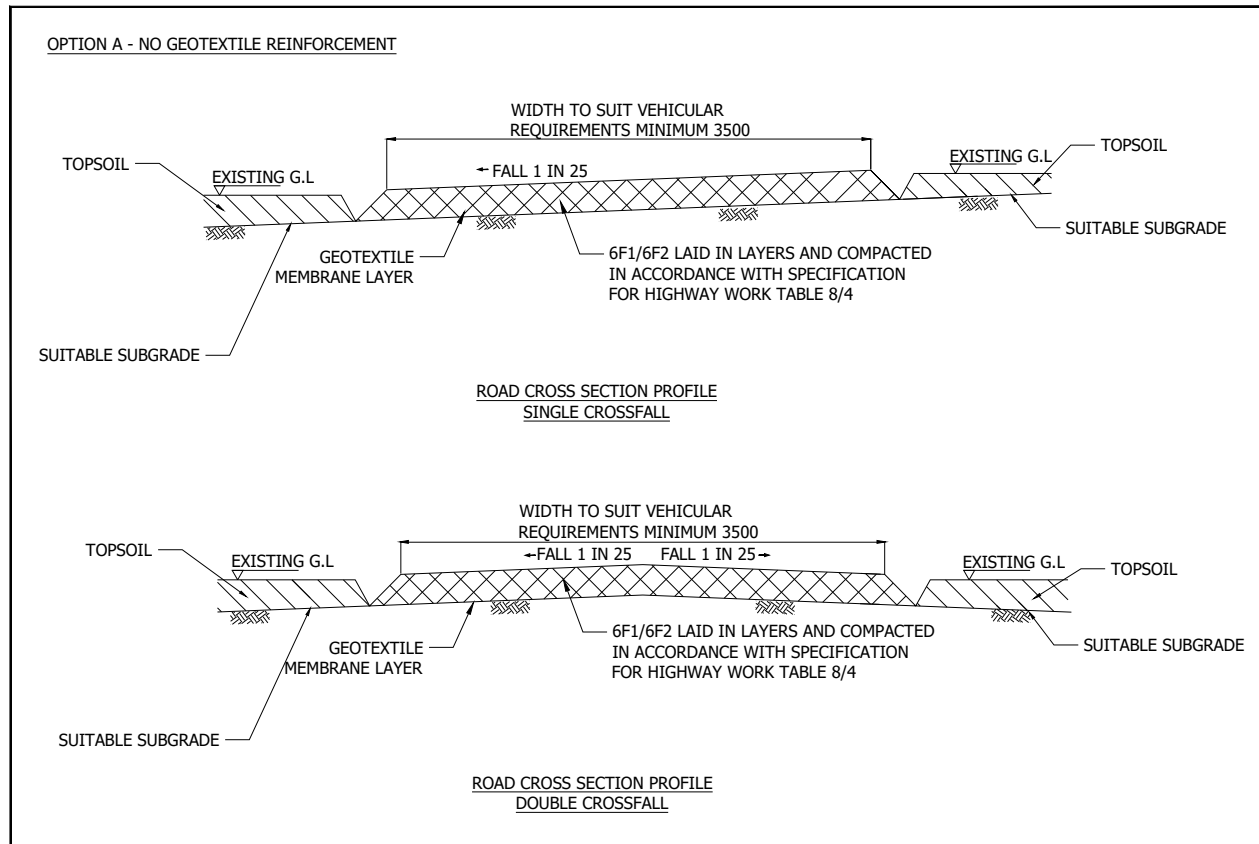 OPTION A - NO GEOTEXTILE REINFORCEMENT
WIDTH TO SUIT VEHICULAR
REQUIREMENTS MINIMUM 3500
TOPSOIL
EXISTING G.L
FALL 1 IN 25
EXISTING G.L
TOPSOIL
SUITABLE SUBGRADE
GEOTEXTILE
MEMBRANE LAYER
6F1/6F2 LAID IN LAYERS AND COMPACTED
IN ACCORDANCE WITH SPECIFICATION
FOR HIGHWAY WORK TABLE 8/4
SUITABLE SUBGRADE
ROAD CROSS SECTION PROFILE
SINGLE CROSSFALL
WIDTH TO SUIT VEHICULAR
REQUIREMENTS MINIMUM 3500
TOPSOIL
EXISTING G.L
FALL 1 IN 25
FALL 1 IN 25
EXISTING G.L
TOPSOIL
GEOTEXTILE
MEMBRANE LAYER
6F1/6F2 LAID IN LAYERS AND COMPACTED
IN ACCORDANCE WITH SPECIFICATION
FOR HIGHWAY WORK TABLE 8/4
SUITABLE SUBGRADE
SUITABLE SUBGRADE
ROAD CROSS SECTION PROFILE
DOUBLE CROSSFALL